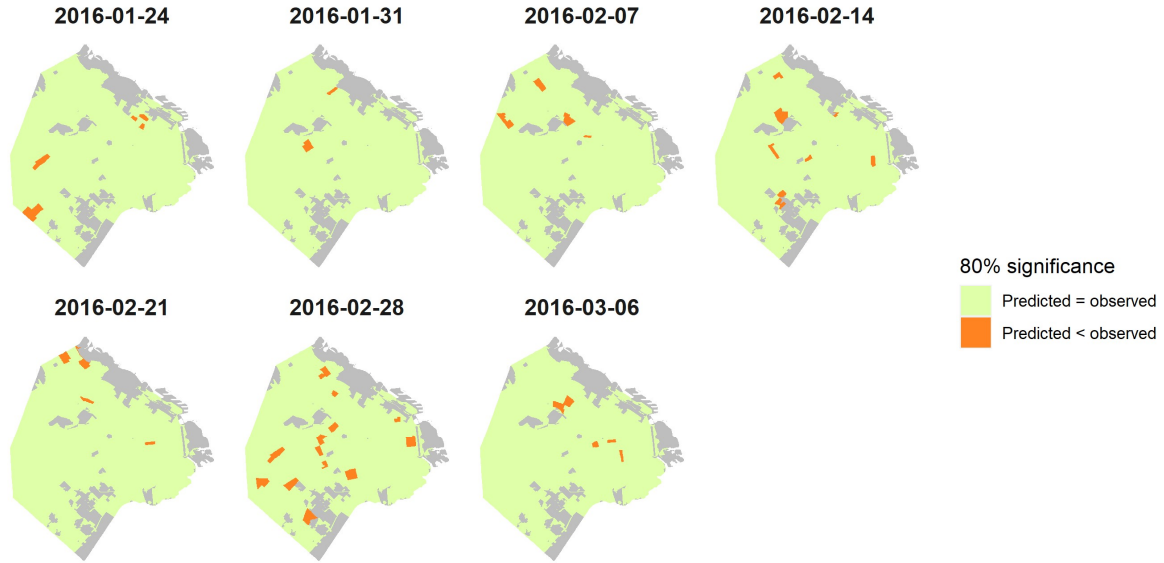 2016-01-24
2016-01-31
2016-02-07
2016-02-14
2016-02-21
2016-02-28
2016-03-06
80% significance
Predicted = observed
Predicted < observed